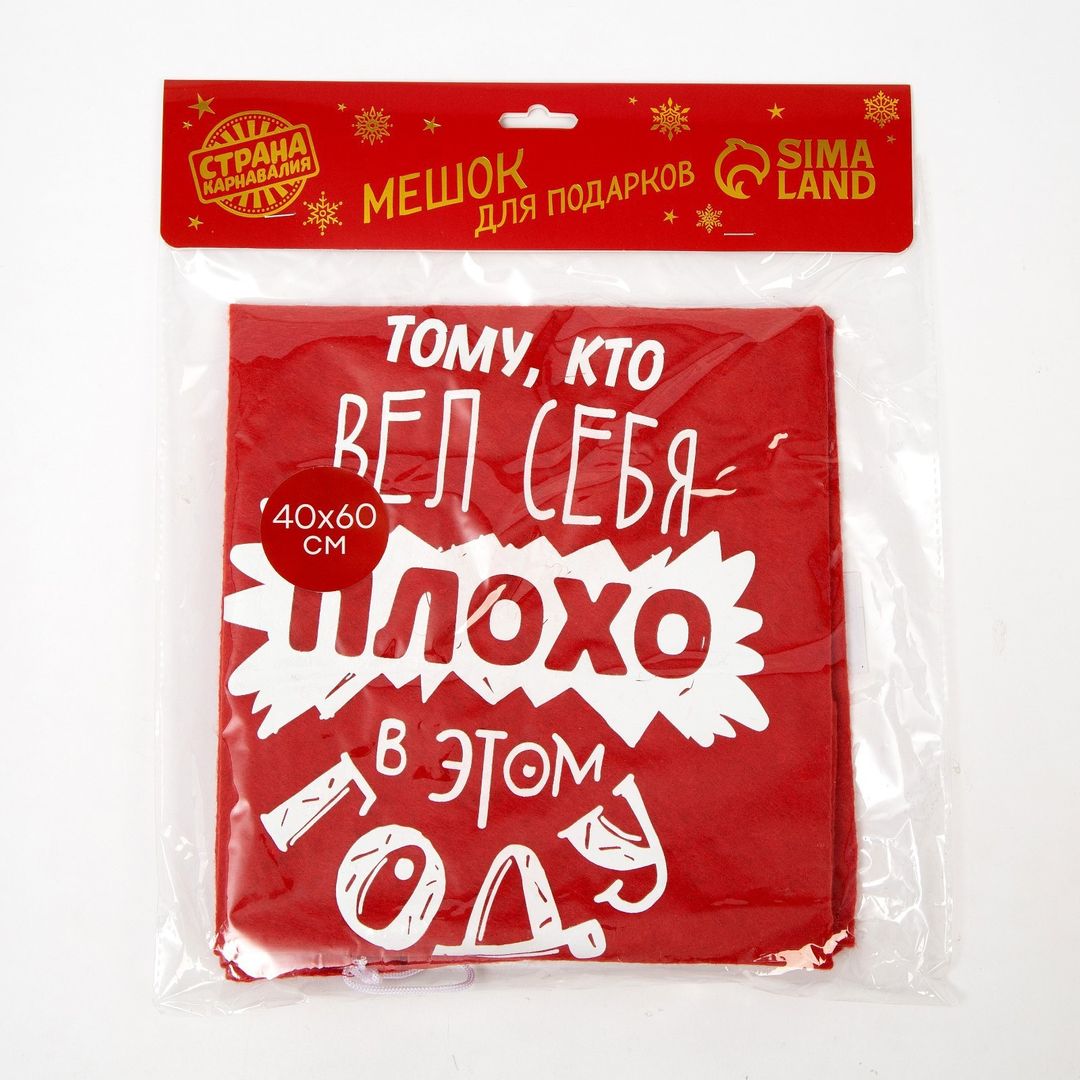 СТРАНА
КАРНАВАЛИЯ
МЕШОК
ДЛЯ ПОДАРКОВ
SIMA
LAND
ТОМУ, КТО
ВЕЛ СЕБЯ
40х60
СМ
ПЛОХО
В ЭТОМ
ГОДУ